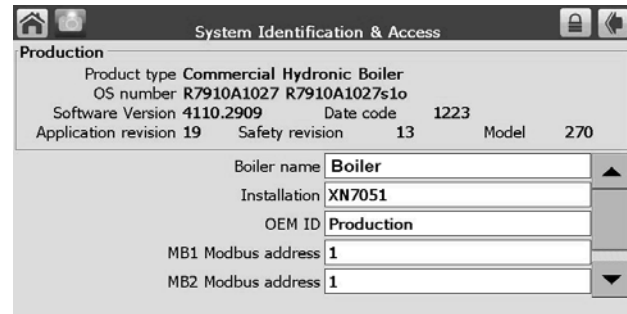 System Identification & Access
Production
Product type Commercial Hydronic Boiler
OS number R7910A1027 R7910A1027s1o
Software Version 4110.2909 Date code 1223
Application revision 19 Safety revision 13 Model 270
Boiler name Boiler
Installation XN7051
OEM ID Production
MB1 Modbus address 1
MB2 Modbus address 1